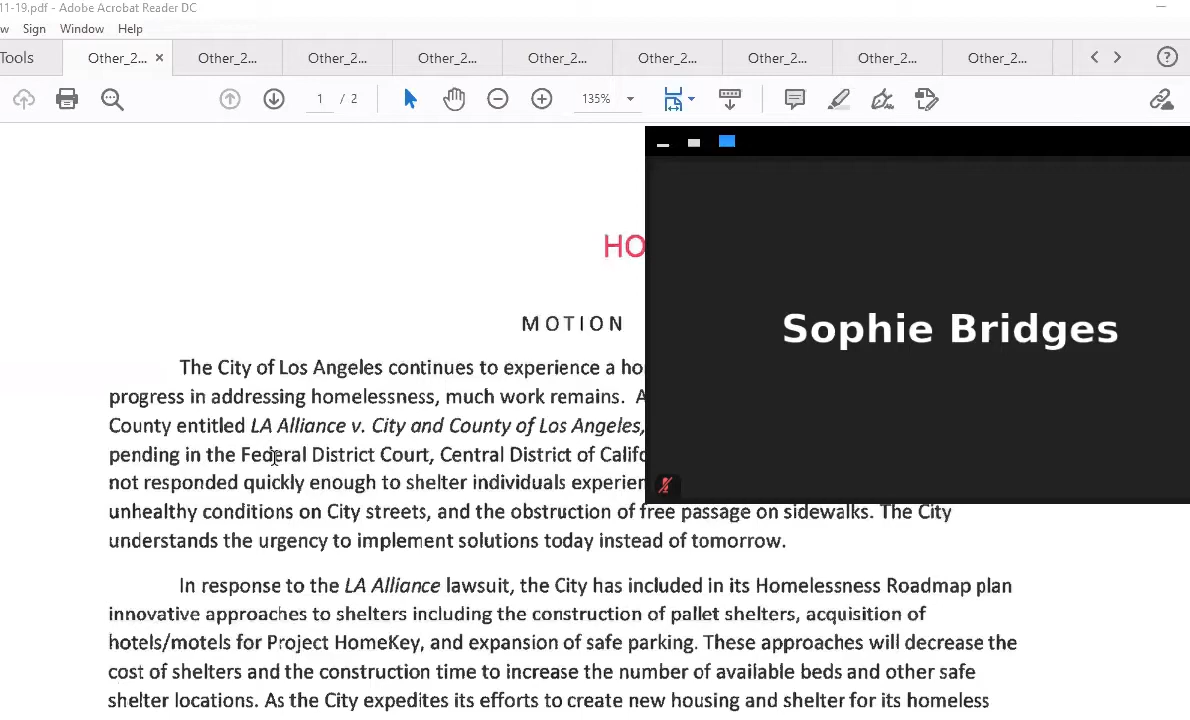 11-19.pdf - Adobe Acrobat Reader DC
w Sign Window Help
Tools Other_2... × Other_2... Other_2... Other_2... Other_2... Other_2... Other_2... Other_2... Other_2...
1 / 2 135%
HO
MOTION
The City of Los Angeles continues to experience a ho
progress in addressing homelessness, much work remains. A
County entitled LA Alliance v. City and County of Los Angeles,
pending in the Federal District Court, Central District of Califo
not responded quickly enough to shelter individuals experien
unhealthy conditions on City streets, and the obstruction of free passage on sidewalks. The City
understands the urgency to implement solutions today instead of tomorrow.
In response to the LA Alliance lawsuit, the City has included in its Homelessness Roadmap plan
innovative approaches to shelters including the construction of pallet shelters, acquisition of
hotels/motels for Project HomeKey, and expansion of safe parking. These approaches will decrease the
cost of shelters and the construction time to increase the number of available beds and other safe
shelter locations. As the City expedites its efforts to create new housing and shelter for its homeless
Sophie Bridges